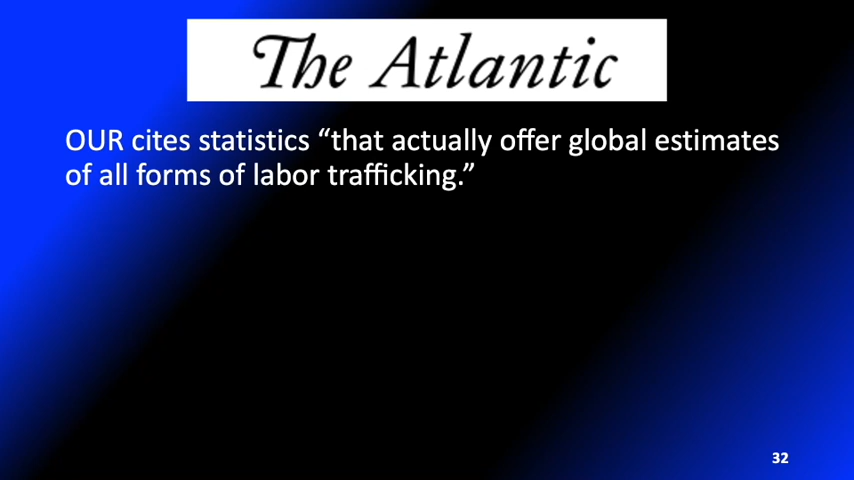 The Atlantic
OUR cites statistics “that actually offer global estimates
of all forms of labor trafficking.”
32